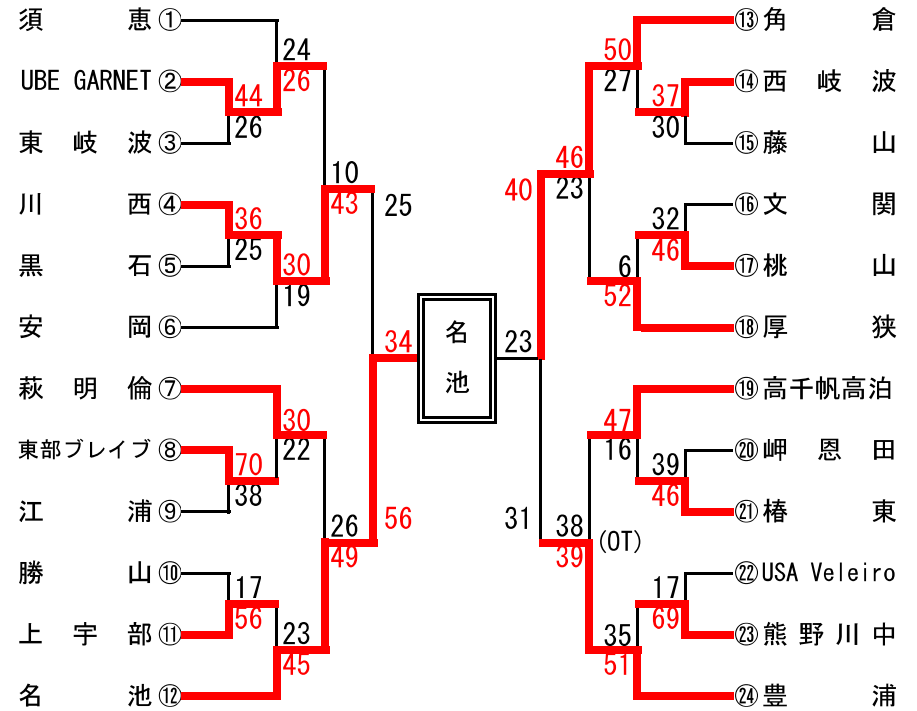 須恵①
24
UBE GARNET②
26
44
東岐波③
26
10
川西④
43
25
36
黒石⑤
25
30
安岡⑥
19
34
名池
萩明倫⑦
30
東部ブレイブ⑧
22
70
江浦⑨
38
26
56
勝山⑩
49
17
上宇部⑪
56
23
名池⑫
45
⑬角倉
50
⑭西岐波
27
37
⑮藤山
30
46
40
23
⑯文関
32
⑰桃山
46
6
⑱厚狭
52
23
⑲高千帆高泊
47
⑳岬恩田
16
39
㉑椿東
46
31
38
(OT)
39
㉒USA Veleiro
17
㉓熊野川中
69
35
㉔豊浦
51